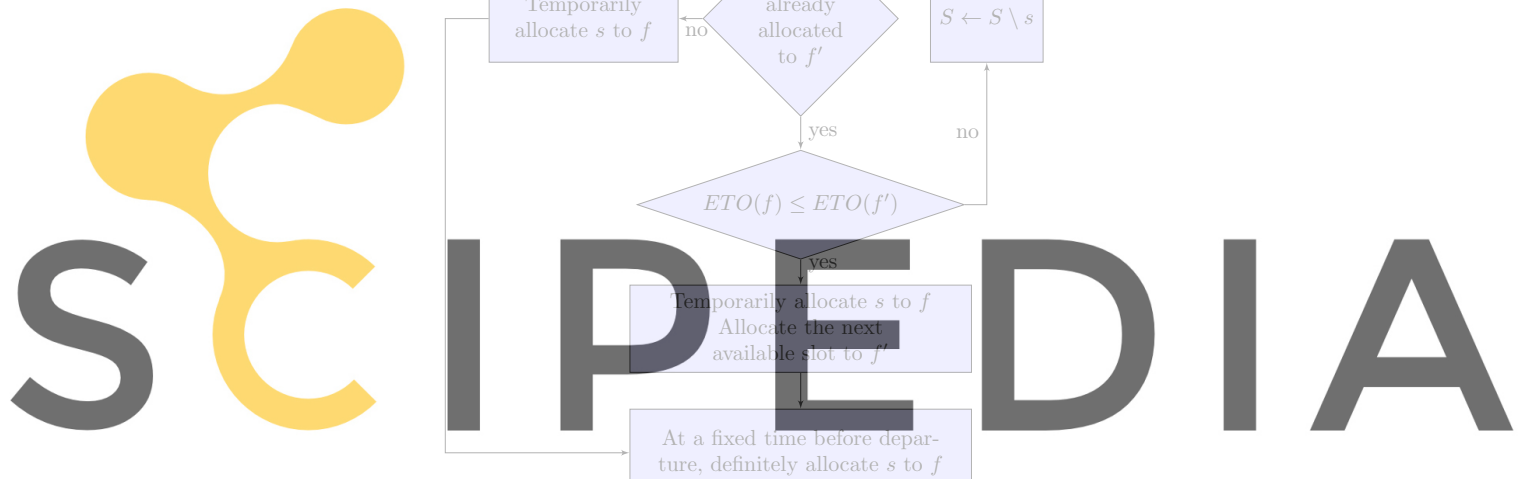 Temporarily
allocate s to f
no
already
allocated
to f′
S ← S \ s
yes
no
ETO(f) ≤ ETO(f′)
yes
Temporarily allocate s to f
Allocate the next
available slot to f′
At a fixed time before depar-
ture, definitely allocate s to f
SCIPEDIA